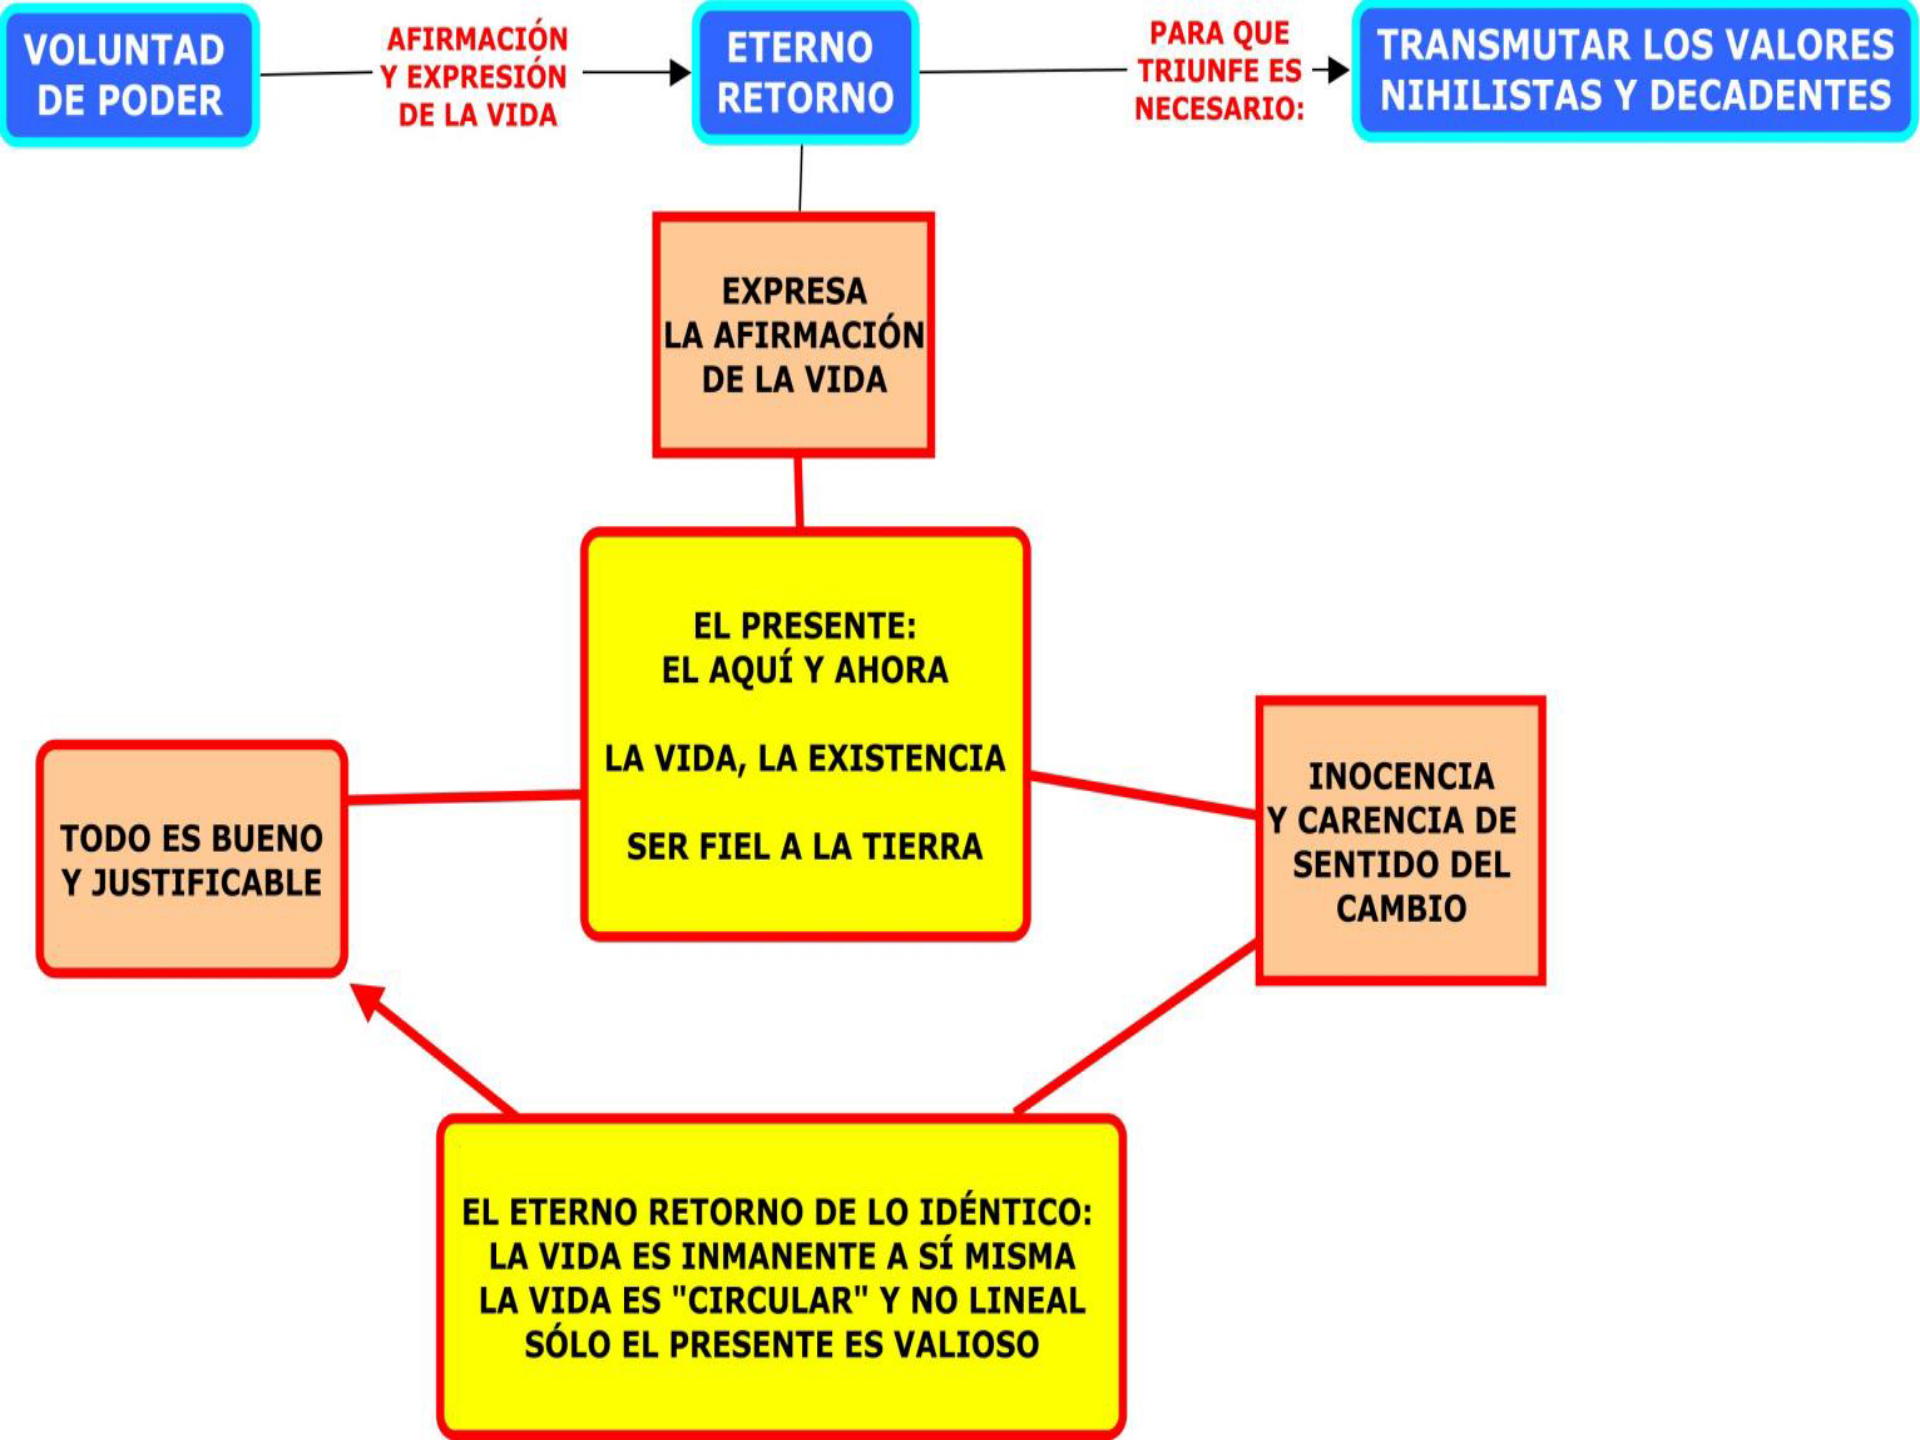 VOLUNTAD
DE PODER
AFIRMACIÓN
Y EXPRESIÓN
DE LA VIDA
ETERNO
RETORNO
PARA QUE
TRIUNFE ES
NECESARIO:
TRANSMUTAR LOS VALORES
NIHILISTAS Y DECADENTES
EXPRESA
LA AFIRMACIÓN
DE LA VIDA
EL PRESENTE:
EL AQUÍ Y AHORA
LA VIDA, LA EXISTENCIA
SER FIEL A LA TIERRA
TODO ES BUENO
Y JUSTIFICABLE
INOCENCIA
Y CARENCIA DE
SENTIDO DEL
CAMBIO
EL ETERNO RETORNO DE LO IDÉNTICO:
LA VIDA ES INMANENTE A SÍ MISMA
LA VIDA ES "CIRCULAR" Y NO LINEAL
SÓLO EL PRESENTE ES VALIOSO